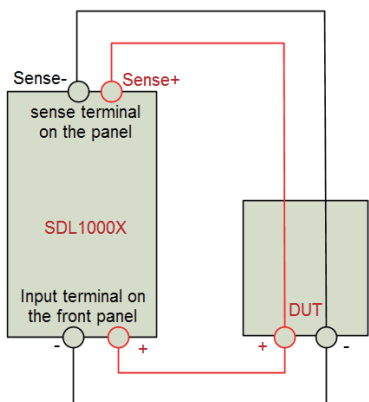 Sense-
Sense+
sense terminal
on the panel
SDL1000X
Input terminal on
the front panel
- +
DUT
+ -